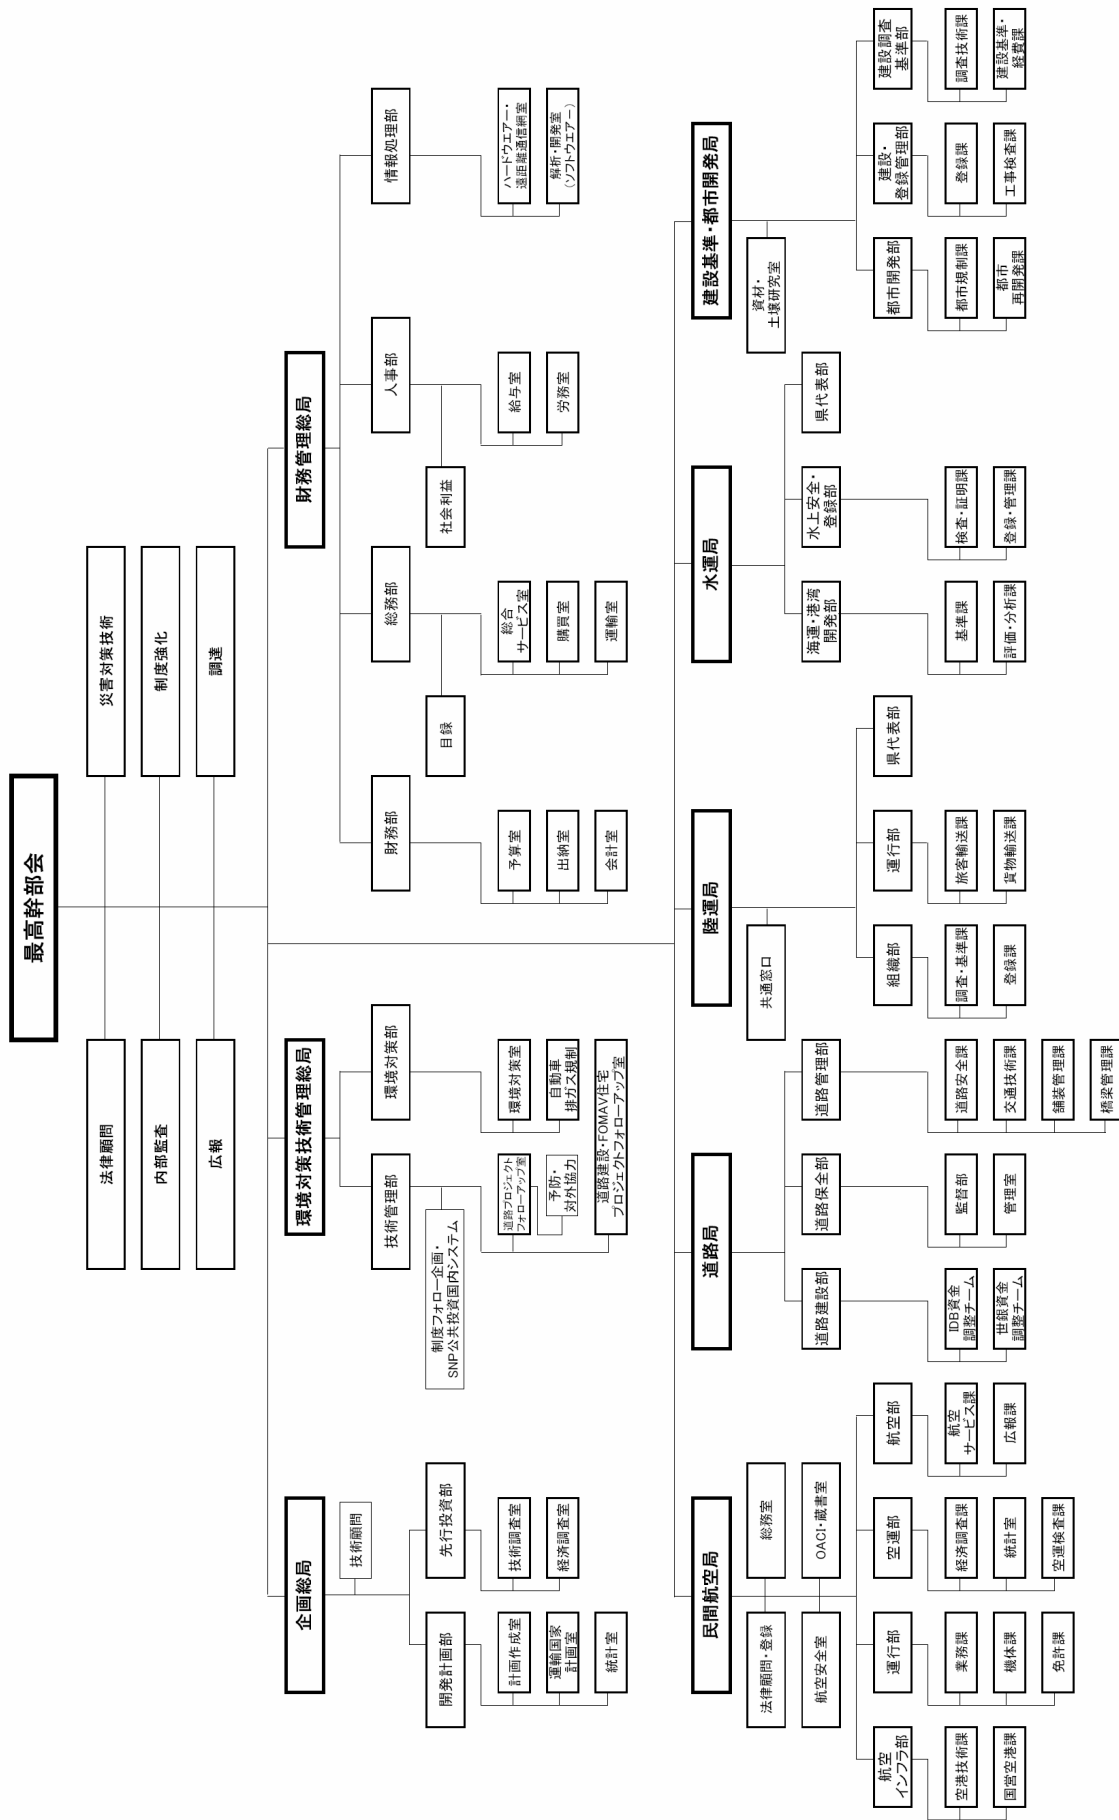 最高幹部会
法律顧問
災害対策技術
内部監査
制度強化
広報
調達
企画総局
技術顧問
開発計画部
計画作成室
運輸国家
計画室
統計室
先行投資部
技術調査室
経済調査室
環境対策技術管理総局
技術管理部
制度フォロー企画・
SNP公共投資国内システム
道路プロジェクト
フォローアップ室
予防・
対外協力
道路建設・FOMAV住宅
プロジェクトフォローアップ室
環境対策部
環境対策室
自動車
排ガス規制
財務管理総局
財務部
予算室
出納室
会計室
総務部
目録
総合
サービス室
購買室
運輸室
人事部
社会利益
給与室
労務室
情報処理部
ハードウエアー・
遠距離通信網室
解析・開発室
（ソフトウエアー）
民間航空局
法律顧問・登録
総務室
航空安全室
OACI・蔵書室
航空
インフラ部
空港技術課
国営空港課
運行部
業務課
機体課
免許課
空運部
経済調査課
統計室
空運検査課
航空部
航空
サービス課
広報課
道路局
道路建設部
IDB資金
調整チーム
世銀資金
調整チーム
道路保全部
監督部
管理室
道路管理部
道路安全課
交通技術課
舗装管理課
橋梁管理課
陸運局
共通窓口
組織部
調査・基準課
登録課
運行部
旅客輸送課
貨物輸送課
県代表部
水運局
海運・港湾
開発部
基準課
評価・分析課
水上安全・
登録部
検査・証明課
登録・管理課
県代表部
建設基準・都市開発局
資材・
土壌研究室
都市開発部
都市規制課
都市
再開発課
建設・
登録管理部
登録課
工事検査課
建設調査
基準部
調査技術課
建設基準・
経費課